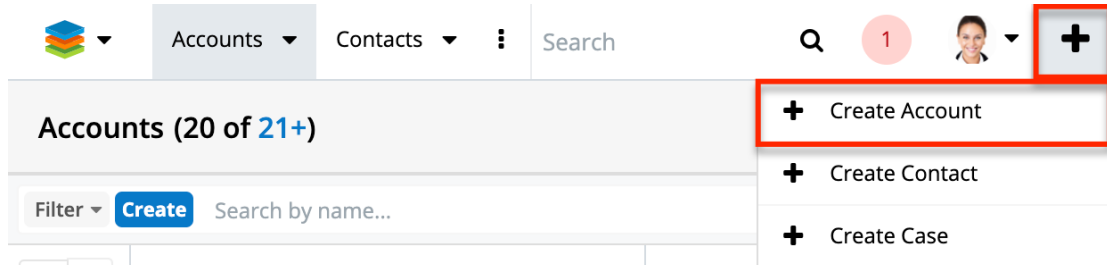 Accounts Contacts Search 1
Create Account
Accounts (20 of 21+)
Create Contact
Filter Create Search by name...
Create Case